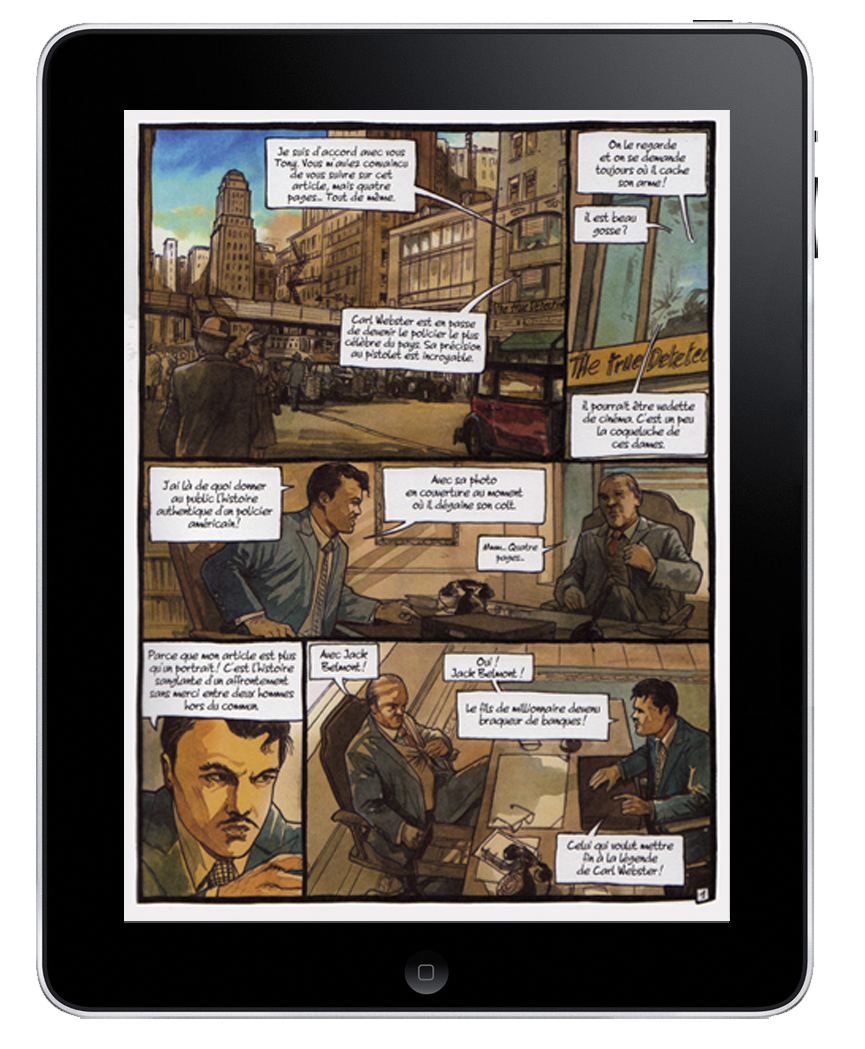 Je suis d'accord avec vous
Tony. Vous m'aviez convaincu
de vous suivre sur cet
article, mais quatre
pages... Tout de même.
Carl Webster est en passe
de devenir le policier le plus
célèbre du pays. Sa précision
au pistolet est incroyable.
The True Detective
On le regarde
et on se demande
toujours où il cache
son arme !
il est beau
gosse ?
The True Detetec
il pourrait être vedette
de cinéma. C'est un peu
la coqueluche de
ces dames.
J'ai là de quoi donner
au public l'histoire
authentique d'un policier
américain !
Avec sa photo
en couverture au moment
où il dégaine son colt.
Mmm... Quatre
pages...
Parce que mon article est plus
qu'un portrait ! C'est l'histoire
sanglante d'un affrontement
sans merci entre deux hommes
hors du commun.
Avec Jack
Belmont !
Oui !
Jack Belmont !
Le fils de millionnaire devenu
braqueur de banques !
Celui qui voulut mettre
fin à la légende
de Carl Webster !
1